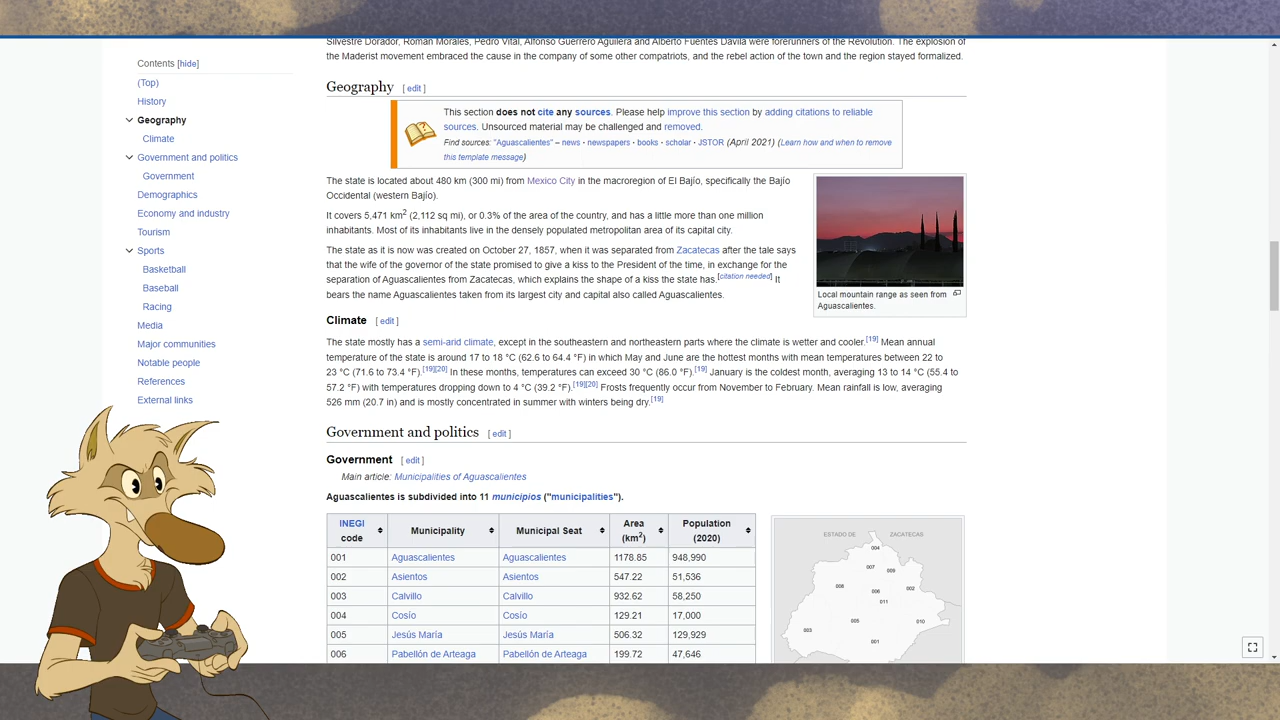 Silvestre Dorador, Román Morales, Pedro Vital, Alfonso Guerrero Aguilera and Alberto Fuentes Dávila were forerunners of the Revolution. The explosion of
the Maderist movement embraced the cause in the company of some other compatriots, and the rebel action of the town and the region stayed formalized.
Contents [hide]
(Top)
History
Geography
Climate
Government and politics
Government
Demographics
Economy and industry
Tourism
Sports
Basketball
Baseball
Racing
Media
Major communities
Notable people
References
External links
Geography [ edit ]
This section does not cite any sources. Please help improve this section by adding citations to reliable
sources. Unsourced material may be challenged and removed.
Find sources: "Aguascalientes" – news · newspapers · books · scholar · JSTOR (April 2021) (Learn how and when to remove
this template message)
The state is located about 480 km (300 mi) from Mexico City in the macroregion of El Bajío, specifically the Bajío
Occidental (western Bajío).
It covers 5,471 km2 (2,112 sq mi), or 0.3% of the area of the country, and has a little more than one million
inhabitants. Most of its inhabitants live in the densely populated metropolitan area of its capital city.
The state as it is now was created on October 27, 1857, when it was separated from Zacatecas after the tale says
that the wife of the governor of the state promised to give a kiss to the President of the time, in exchange for the
separation of Aguascalientes from Zacatecas, which explains the shape of a kiss the state has.[citation needed] It
bears the name Aguascalientes taken from its largest city and capital also called Aguascalientes.
Local mountain range as seen from
Aguascalientes.
Climate [ edit ]
The state mostly has a semi-arid climate, except in the southeastern and northeastern parts where the climate is wetter and cooler.[19] Mean annual
temperature of the state is around 17 to 18 °C (62.6 to 64.4 °F) in which May and June are the hottest months with mean temperatures between 22 to
23 °C (71.6 to 73.4 °F).[19][20] In these months, temperatures can exceed 30 °C (86.0 °F).[19] January is the coldest month, averaging 13 to 14 °C (55.4 to
57.2 °F) with temperatures dropping down to 4 °C (39.2 °F).[19][20] Frosts frequently occur from November to February. Mean rainfall is low, averaging
526 mm (20.7 in) and is mostly concentrated in summer with winters being dry.[19]
Government and politics [ edit ]
Government [ edit ]
Main article: Municipalities of Aguascalientes
Aguascalientes is subdivided into 11 municipios ("municipalities").
INEGI code Municipality Municipal Seat Area (km2) Population (2020)
001 Aguascalientes Aguascalientes 1178.85 948,990
002 Asientos Asientos 547.22 51,536
003 Calvillo Calvillo 932.62 58,250
004 Cosío Cosío 129.21 17,000
005 Jesús María Jesús María 506.32 129,929
006 Pabellón de Arteaga Pabellón de Arteaga 199.72 47,646
ESTADO DE ZACATECAS
004
007
009
008
002
006
011
005
010
003
001